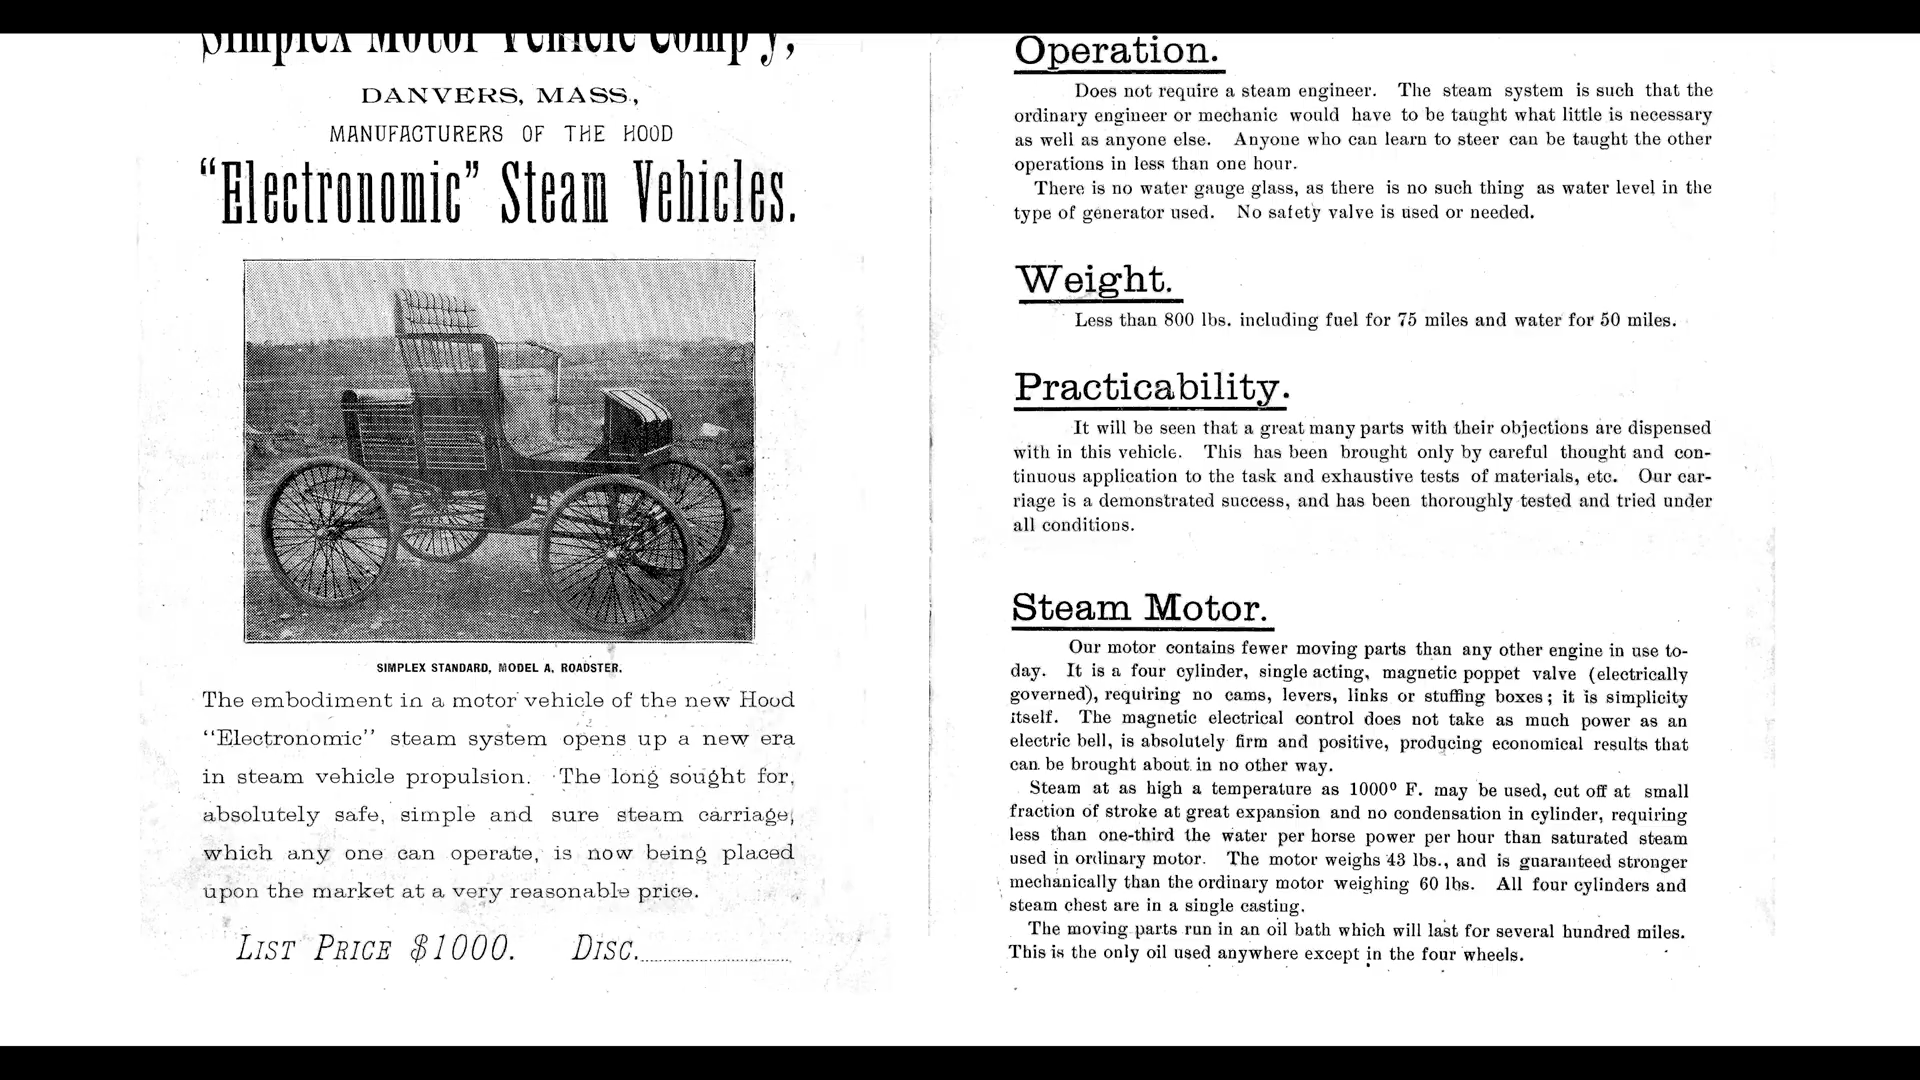 Simplex Motor Vehicle Comp'y,
DANVERS, MASS.,
MANUFACTURERS OF THE HOOD
"Electronomic" Steam Vehicles.
SIMPLEX STANDARD, MODEL A, ROADSTER.
The embodiment in a motor vehicle of the new Hood
"Electronomic" steam system opens up a new era
in steam vehicle propulsion. The long sought for,
absolutely safe, simple and sure steam carriage,
which any one can operate, is now being placed
upon the market at a very reasonable price.
LIST PRICE $1000. DISC.
Operation.
Does not require a steam engineer. The steam system is such that the
ordinary engineer or mechanic would have to be taught what little is necessary
as well as anyone else. Anyone who can learn to steer can be taught the other
operations in less than one hour.
There is no water gauge glass, as there is no such thing as water level in the
type of generator used. No safety valve is used or needed.
Weight.
Less than 800 lbs. including fuel for 75 miles and water for 50 miles.
Practicability.
It will be seen that a great many parts with their objections are dispensed
with in this vehicle. This has been brought only by careful thought and con-
tinuous application to the task and exhaustive tests of materials, etc. Our car-
riage is a demonstrated success, and has been thoroughly tested and tried under
all conditions.
Steam Motor.
Our motor contains fewer moving parts than any other engine in use to-
day. It is a four cylinder, single acting, magnetic poppet valve (electrically
governed), requiring no cams, levers, links or stuffing boxes; it is simplicity
itself. The magnetic electrical control does not take as much power as an
electric bell, is absolutely firm and positive, producing economical results that
can be brought about in no other way.
Steam at as high a temperature as 1000° F. may be used, cut off at small
fraction of stroke at great expansion and no condensation in cylinder, requiring
less than one-third the water per horse power per hour than saturated steam
used in ordinary motor. The motor weighs 43 lbs., and is guaranteed stronger
mechanically than the ordinary motor weighing 60 lbs. All four cylinders and
steam chest are in a single casting.
The moving parts run in an oil bath which will last for several hundred miles.
This is the only oil used anywhere except in the four wheels.